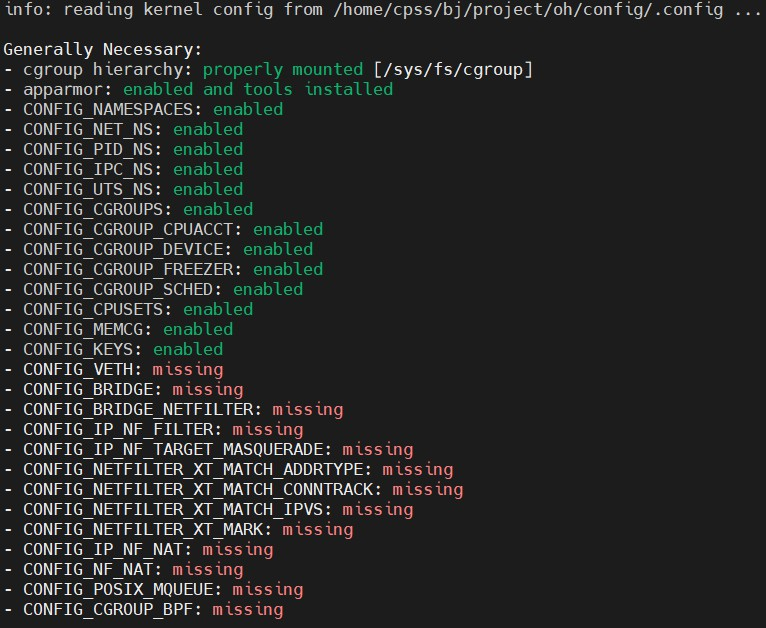 info: reading kernel config from /home/cpss/bj/project/oh/config/.config ...
Generally Necessary:
- cgroup hierarchy: properly mounted [/sys/fs/cgroup]
- apparmor: enabled and tools installed
- CONFIG_NAMESPACES: enabled
- CONFIG_NET_NS: enabled
- CONFIG_PID_NS: enabled
- CONFIG_IPC_NS: enabled
- CONFIG_UTS_NS: enabled
- CONFIG_CGROUPS: enabled
- CONFIG_CGROUP_CPUACCT: enabled
- CONFIG_CGROUP_DEVICE: enabled
- CONFIG_CGROUP_FREEZER: enabled
- CONFIG_CGROUP_SCHED: enabled
- CONFIG_CPUSETS: enabled
- CONFIG_MEMCG: enabled
- CONFIG_KEYS: enabled
- CONFIG_VETH: missing
- CONFIG_BRIDGE: missing
- CONFIG_BRIDGE_NETFILTER: missing
- CONFIG_IP_NF_FILTER: missing
- CONFIG_IP_NF_TARGET_MASQUERADE: missing
- CONFIG_NETFILTER_XT_MATCH_ADDRTYPE: missing
- CONFIG_NETFILTER_XT_MATCH_CONNTRACK: missing
- CONFIG_NETFILTER_XT_MATCH_IPVS: missing
- CONFIG_NETFILTER_XT_MARK: missing
- CONFIG_IP_NF_NAT: missing
- CONFIG_NF_NAT: missing
- CONFIG_POSIX_MQUEUE: missing
- CONFIG_CGROUP_BPF: missing